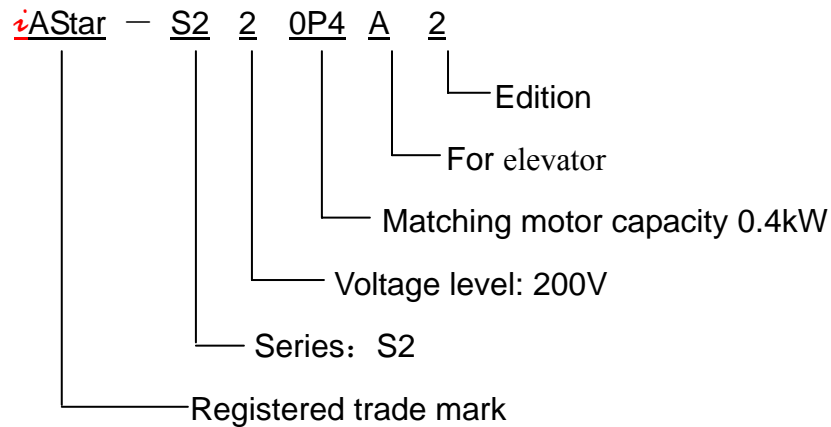 iAStar － S2 2 0P4 A 2
Edition
For elevator
Matching motor capacity 0.4kW
Voltage level: 200V
Series：S2
Registered trade mark